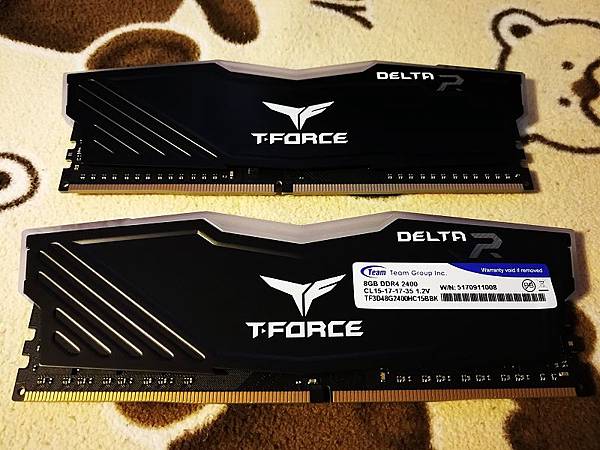 DELTA R
T-FORCE
DELTA R
Team Team Group Inc. Warranty void if removed
8GB DDR4 2400
CL15-17-17-35 1.2V W/N: 5170911008
TF3D48G2400HC15BBK
T-FORCE